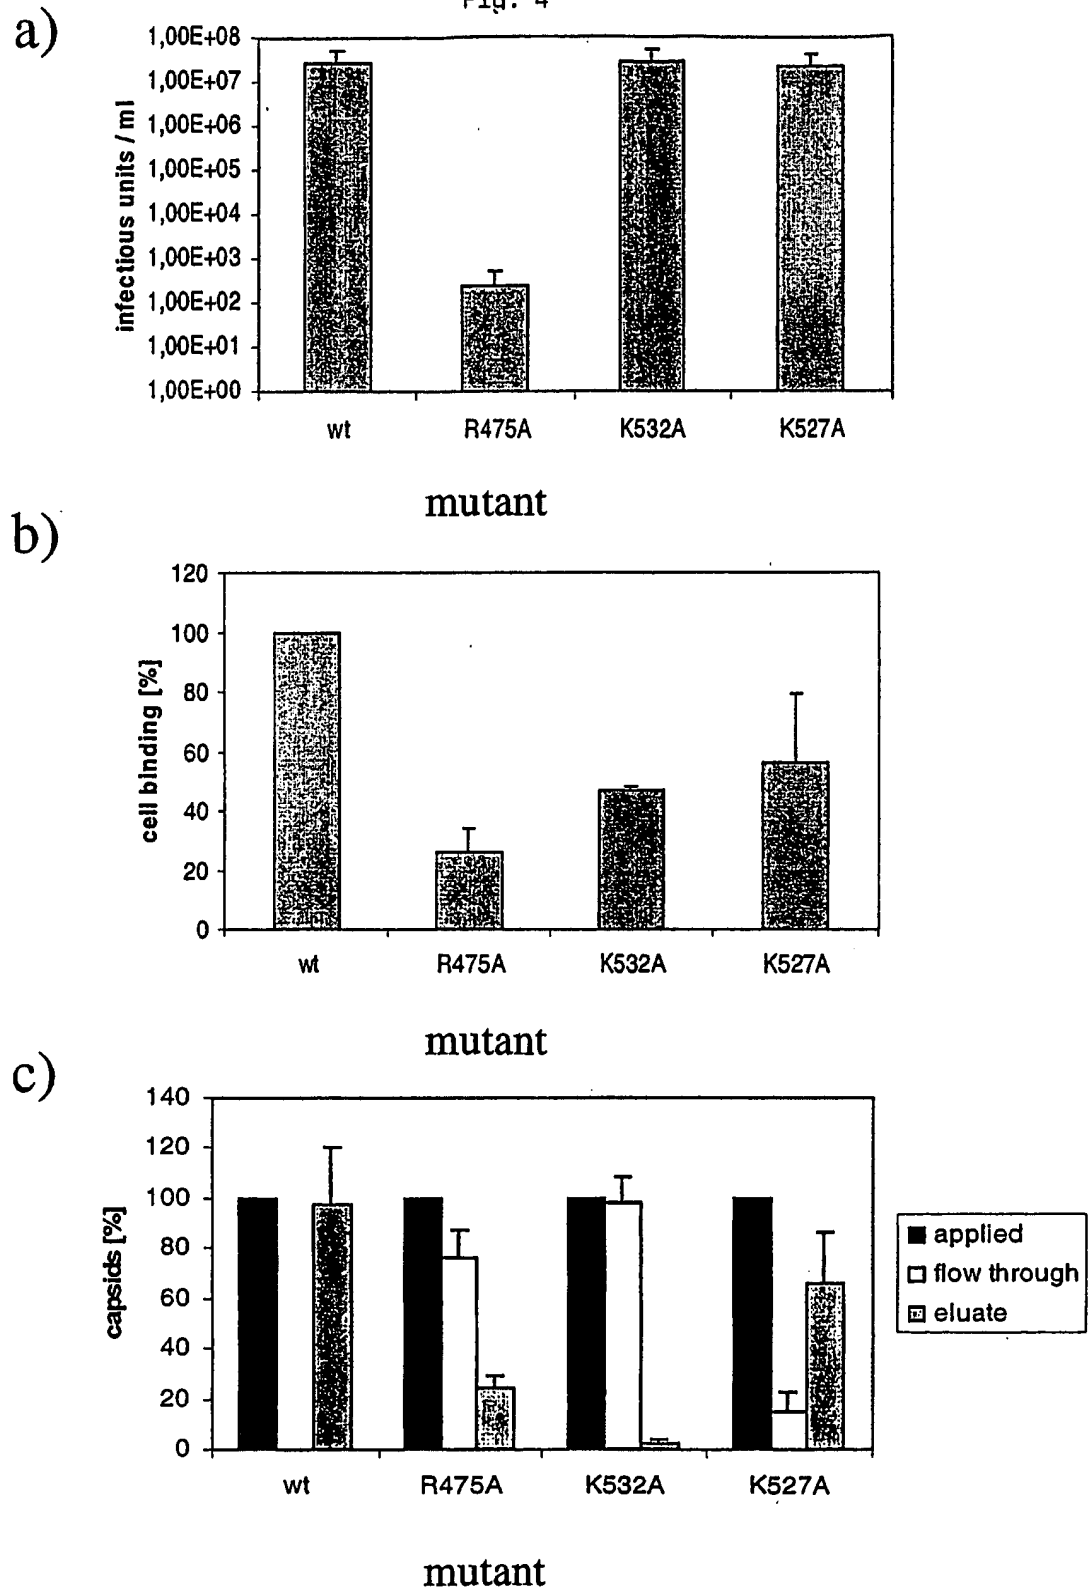 Fig. 4
a)
1,00E+08
1,00E+07
1,00E+06
1,00E+05
1,00E+04
1,00E+03
1,00E+02
1,00E+01
1,00E+00
infectious units / ml
wt R475A K532A K527A
mutant
b)
120
100
80
60
40
20
0
cell binding [%]
wt R475A K532A K527A
mutant
c)
140
120
100
80
60
40
20
0
capsids [%]
applied
flow through
eluate
wt R475A K532A K527A
mutant